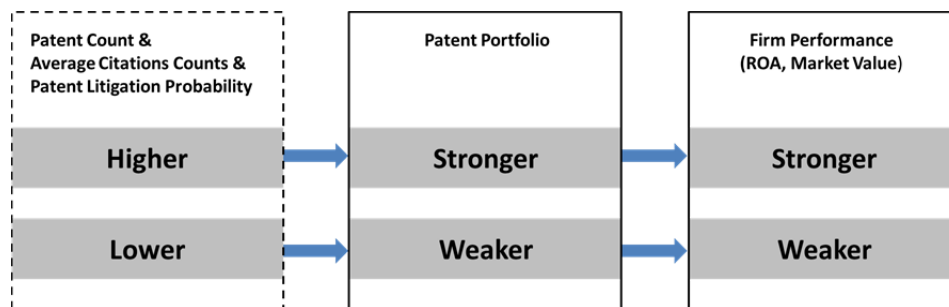 Patent Count &
Average Citations Counts &
Patent Litigation Probability
Higher
Lower
Patent Portfolio
Stronger
Weaker
Firm Performance
(ROA, Market Value)
Stronger
Weaker